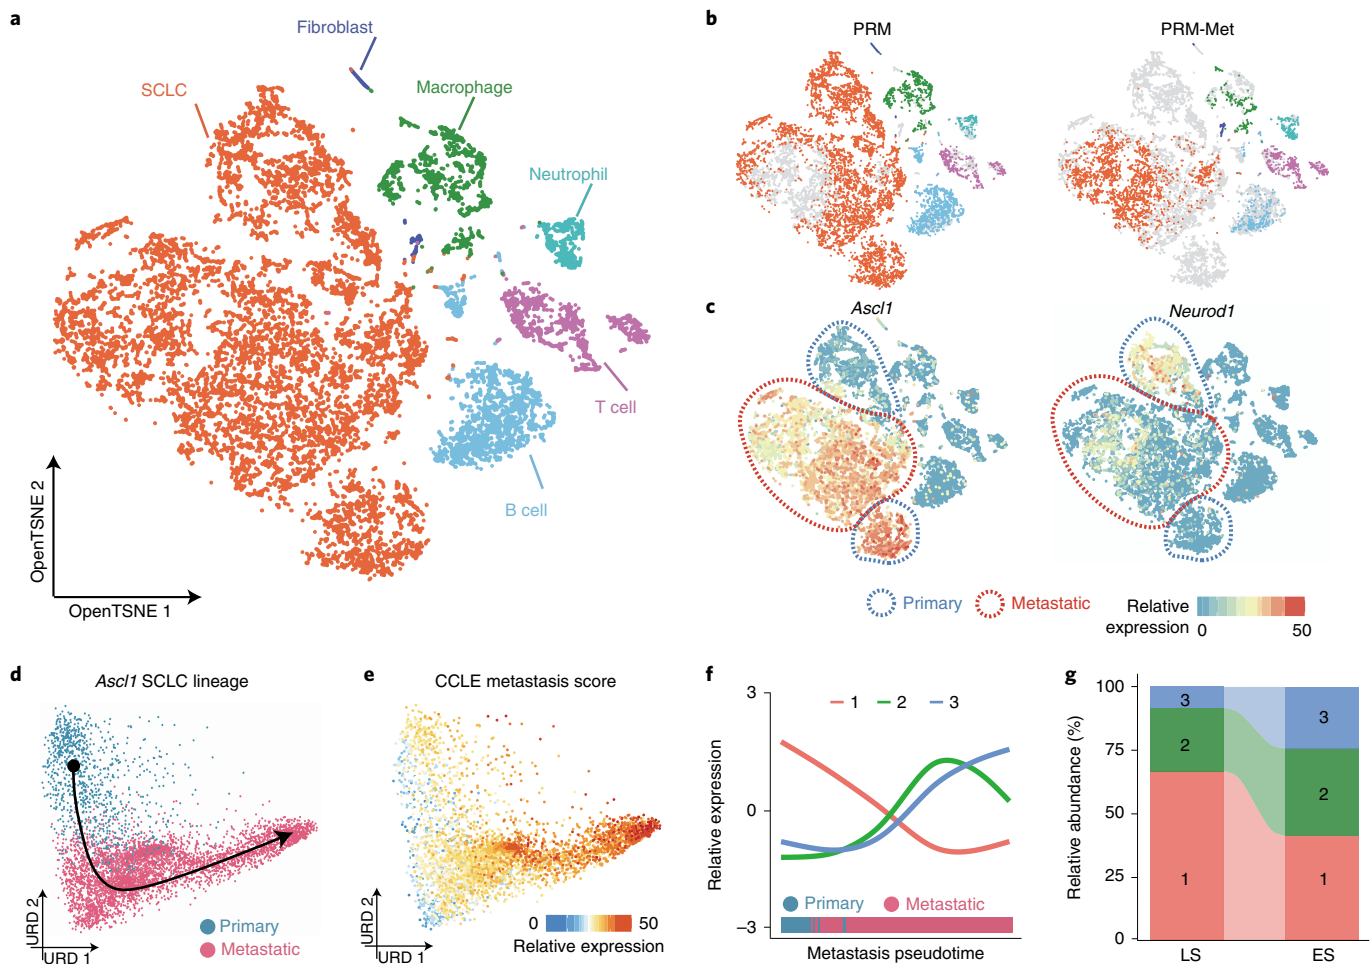 a
Fibroblast
SCLC
Macrophage
Neutrophil
T cell
B cell
OpenTSNE 2
OpenTSNE 1
b
PRM
PRM-Met
c
Ascl1
Neurod1
Primary
Metastatic
Relative
expression
0
50
d
Ascl1 SCLC lineage
URD 2
URD 1
Primary
Metastatic
e
CCLE metastasis score
URD 2
URD 1
0
50
Relative expression
f
3
0
–3
Relative expression
1
2
3
Primary
Metastatic
Metastasis pseudotime
g
100
75
50
25
0
Relative abundance (%)
3
2
1
3
2
1
LS
ES